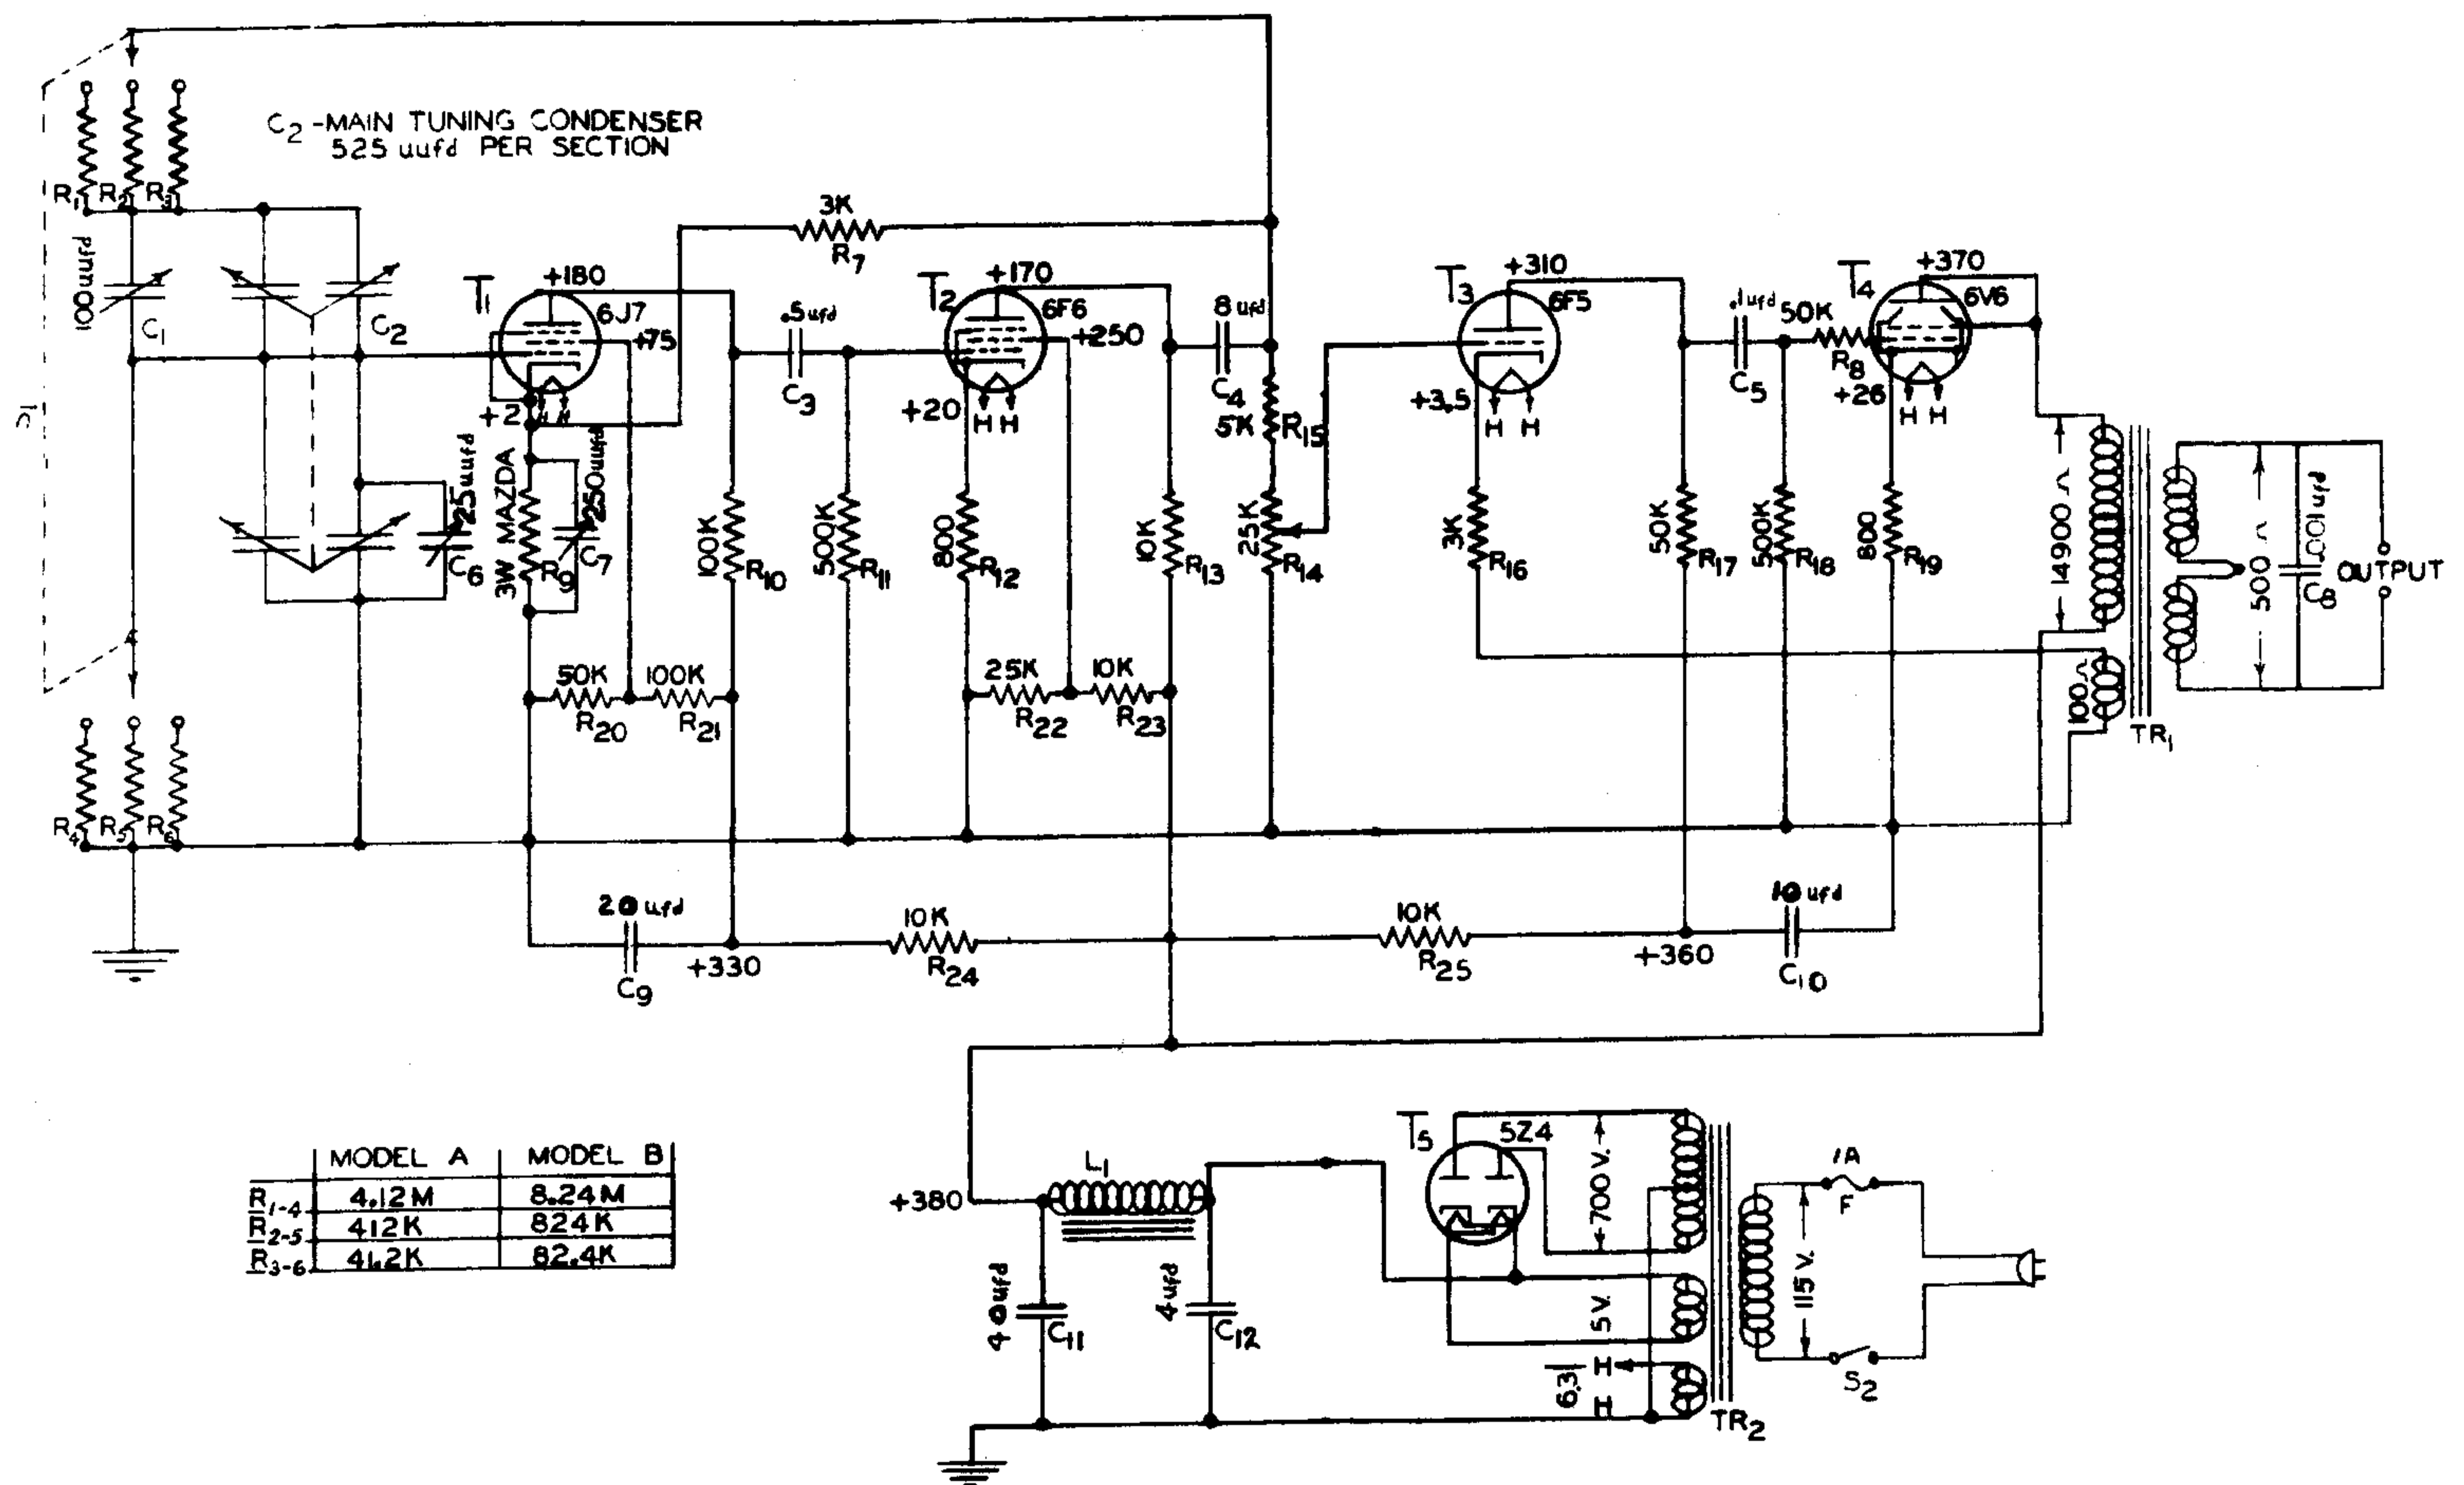 C2-MAIN TUNING CONDENSER
525 uufd PER SECTION
R1 R2 R3
100uufd
C1
C2
S1
3K
R7
T1
+180
6J7
+75
+2
H H
.5ufd
C3
T2
+170
6F6
+250
+20
H H
8ufd
C4
5K R15
T3
+310
6F5
+3.5
H H
.1ufd
C5
50K
R8
T4
+370
6V6
+26
H H
25uufd
C6
3W MAZDA
R9
250uufd
C7
100K
R10
500K
R11
800
R12
10K
R13
25K
R14
3K
R16
50K
R17
500K
R18
800
R19
14900 Ω
100Ω
TR1
500 Ω
.001ufd
C8
OUTPUT
50K
R20
100K
R21
25K
R22
10K
R23
R4 R5 R6
20ufd
C9
+330
10K
R24
10K
R25
+360
10ufd
C10
MODEL A MODEL B
R1-4 4.12M 8.24M
R2-5 412K 824K
R3-6 41.2K 82.4K
+380
L1
40ufd
C11
4ufd
C12
T5
5Z4
700V.
5V.
6.3
H
H
TR2
115V.
1A
F
S2